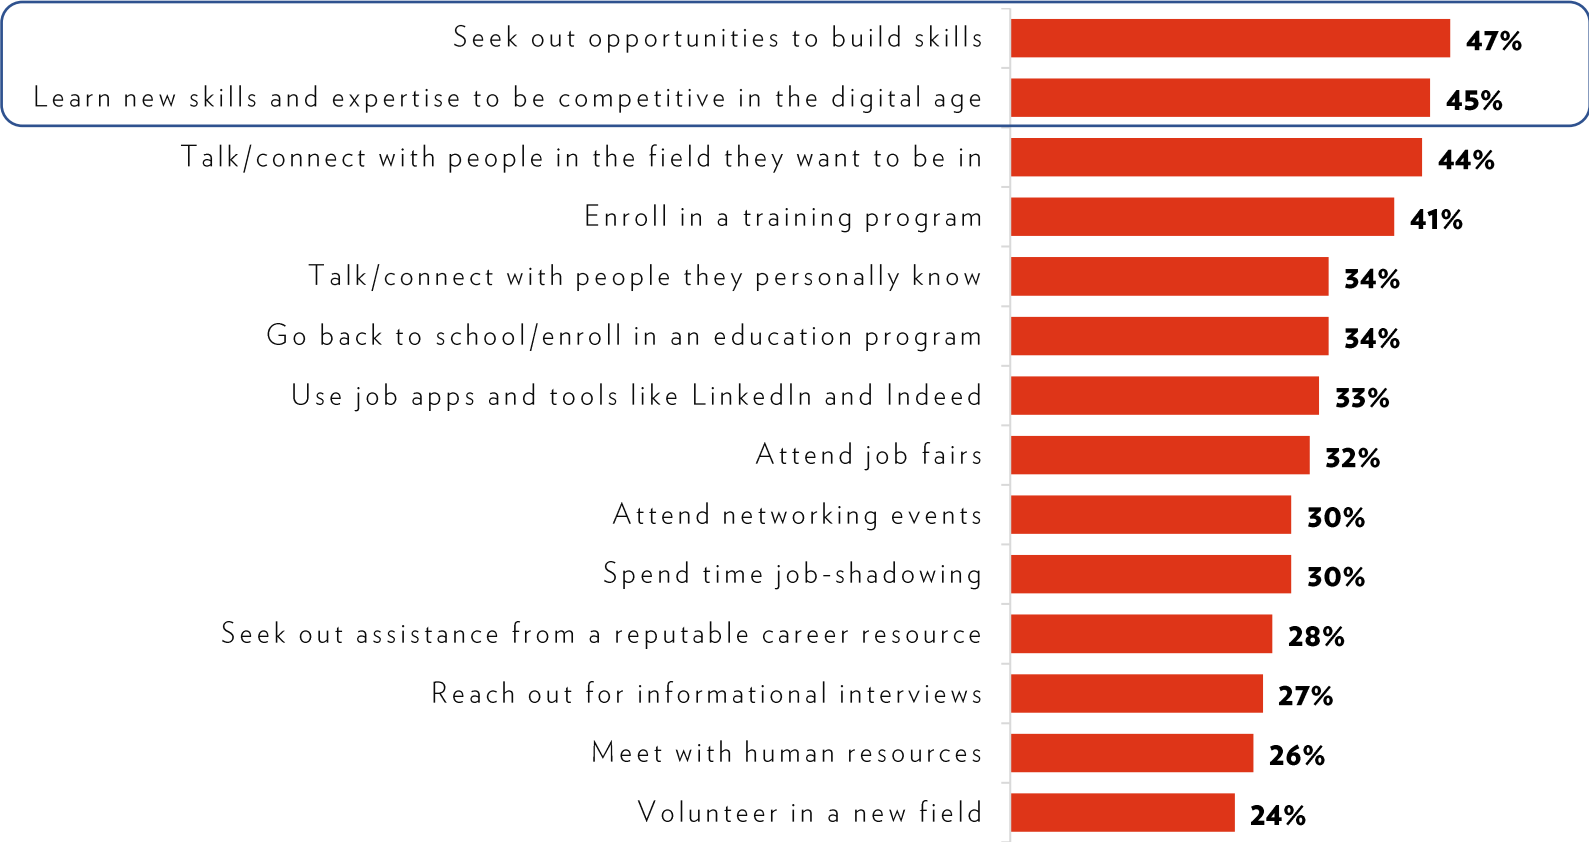 Seek out opportunities to build skills 47%
Learn new skills and expertise to be competitive in the digital age 45%
Talk/connect with people in the field they want to be in 44%
Enroll in a training program 41%
Talk/connect with people they personally know 34%
Go back to school/enroll in an education program 34%
Use job apps and tools like LinkedIn and Indeed 33%
Attend job fairs 32%
Attend networking events 30%
Spend time job-shadowing 30%
Seek out assistance from a reputable career resource 28%
Reach out for informational interviews 27%
Meet with human resources 26%
Volunteer in a new field 24%